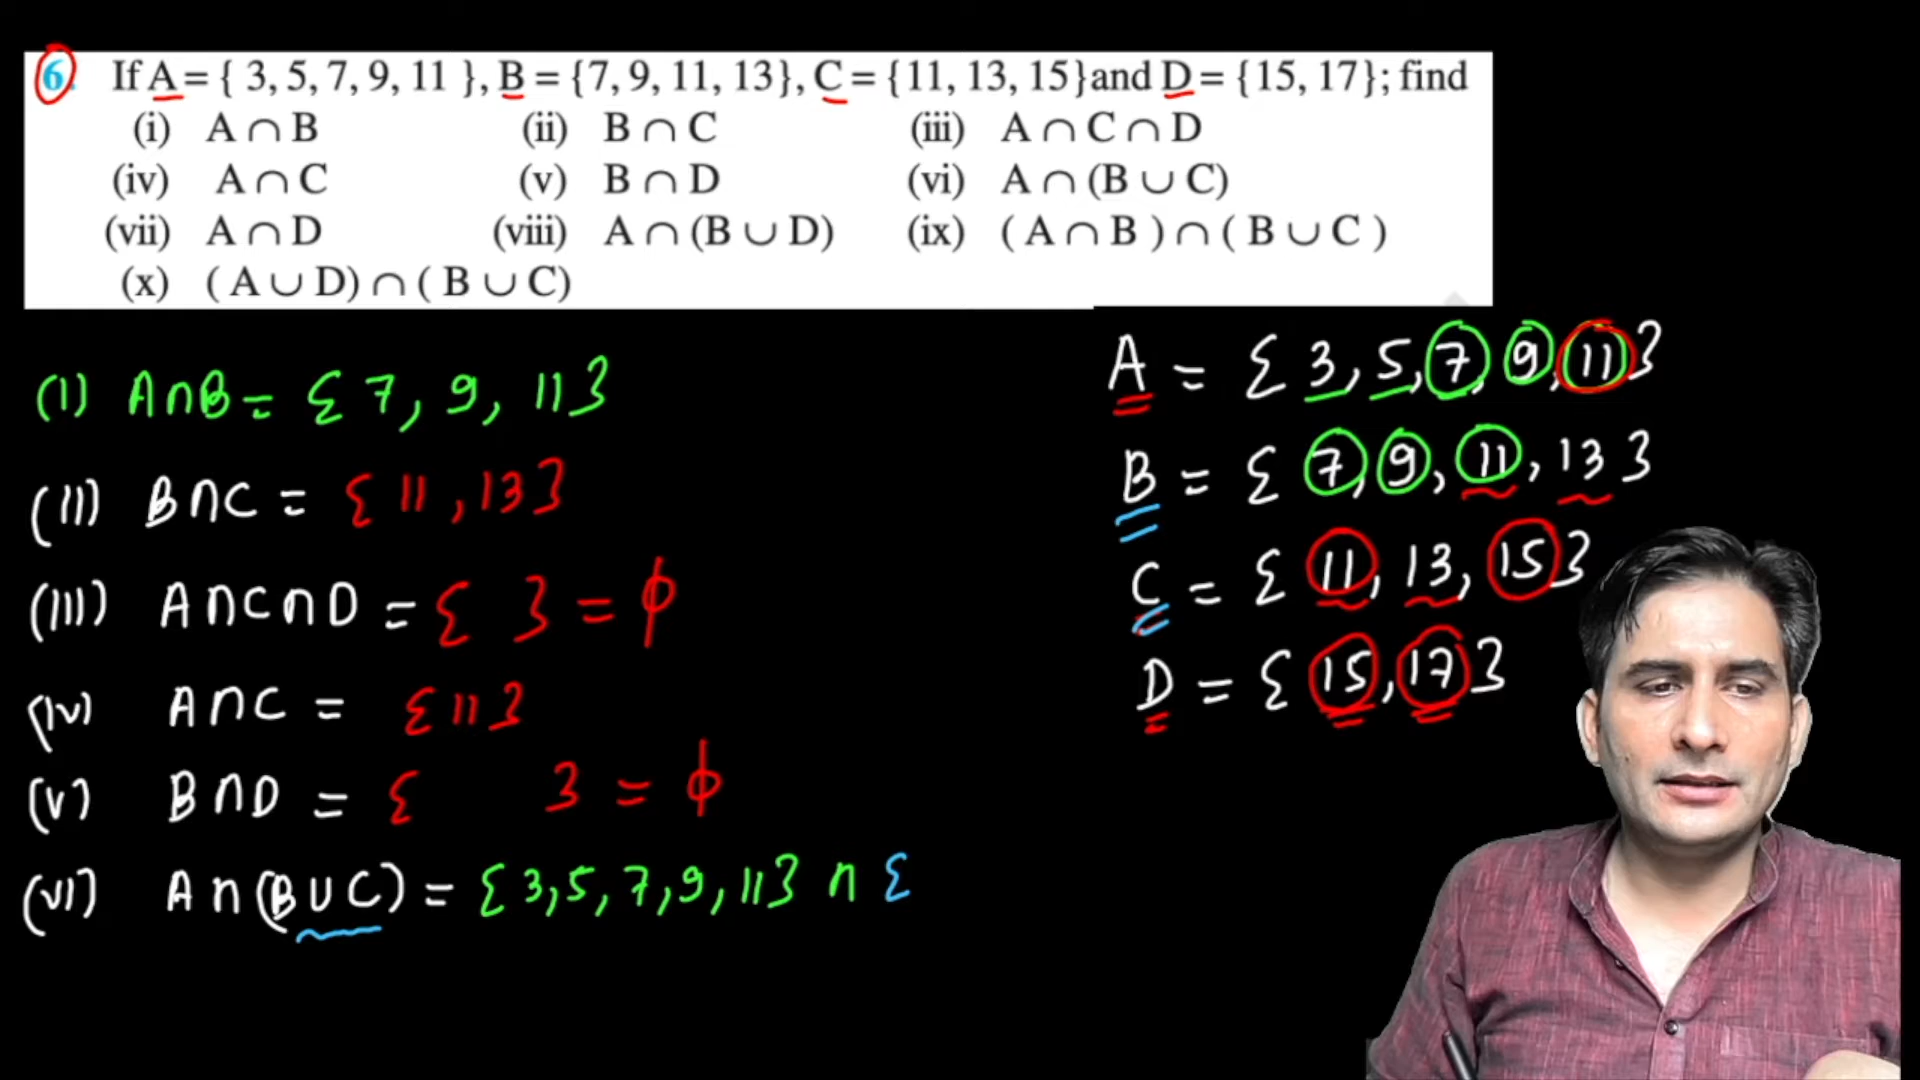 6. If A = { 3, 5, 7, 9, 11 }, B = {7, 9, 11, 13}, C = {11, 13, 15}and D = {15, 17}; find
(i) A ∩ B (ii) B ∩ C (iii) A ∩ C ∩ D
(iv) A ∩ C (v) B ∩ D (vi) A ∩ (B ∪ C)
(vii) A ∩ D (viii) A ∩ (B ∪ D) (ix) ( A ∩ B ) ∩ ( B ∪ C )
(x) ( A ∪ D) ∩ ( B ∪ C)
(I) A∩B = { 7, 9, 11}
(II) B∩C = { 11, 13}
(III) A∩C∩D = { } = ϕ
(IV) A∩C = {11}
(V) B∩D = { } = ϕ
(VI) A∩(B∪C) = {3,5,7,9,11} ∩ {
A = { 3, 5, 7, 9, 11}
B = { 7, 9, 11, 13}
C = { 11, 13, 15}
D = { 15, 17}